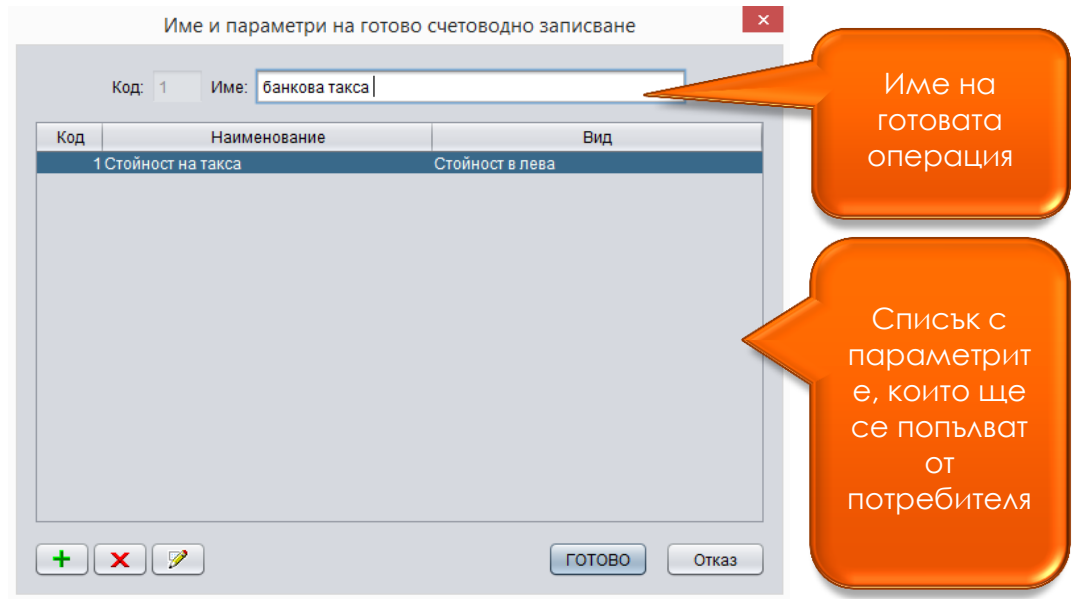 Име и параметри на готово счетоводно записване
Код: 1 Име: банкова такса
Код Наименование Вид
1 Стойност на такса Стойност в лева
ГОТОВО Отказ
Име на
готовата
операция
Списък с
параметрит
е, които ще
се попълват
от
потребителя